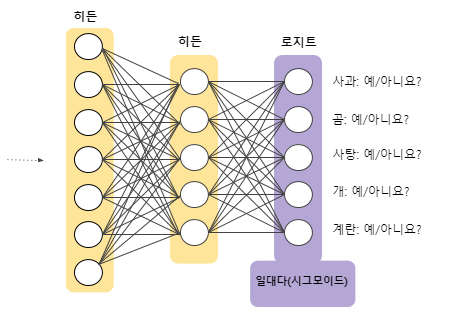 히든
히든
로지트
사과: 예/아니요?
곰: 예/아니요?
사탕: 예/아니요?
개: 예/아니요?
계란: 예/아니요?
일대다(시그모이드)